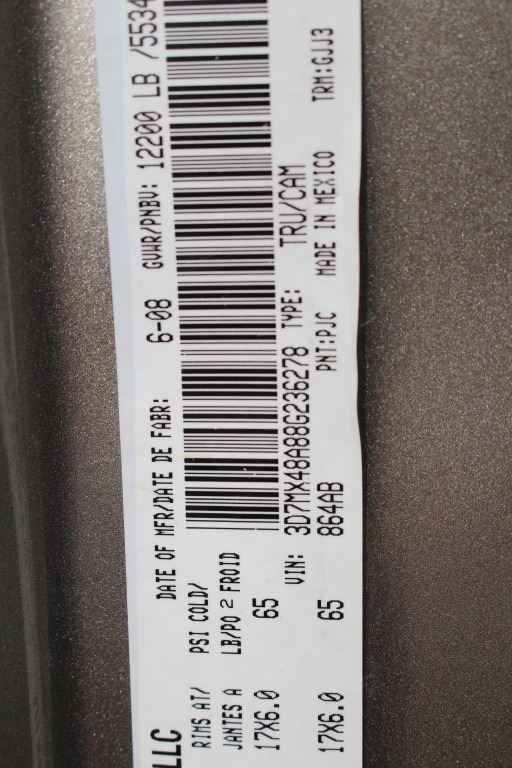 LLC
DATE OF MFR/DATE DE FABR: 6-08 GVWR/PNBV: 12200 LB /5534
RIMS AT/ PSI COLD/
JANTES A LB/PO 2 FROID
17X6.0 65
VIN: 3D7MX48A88G236278 TYPE: TRU/CAM
17X6.0 65 864AB PNT:PJC MADE IN MEXICO TRM:GJJ3